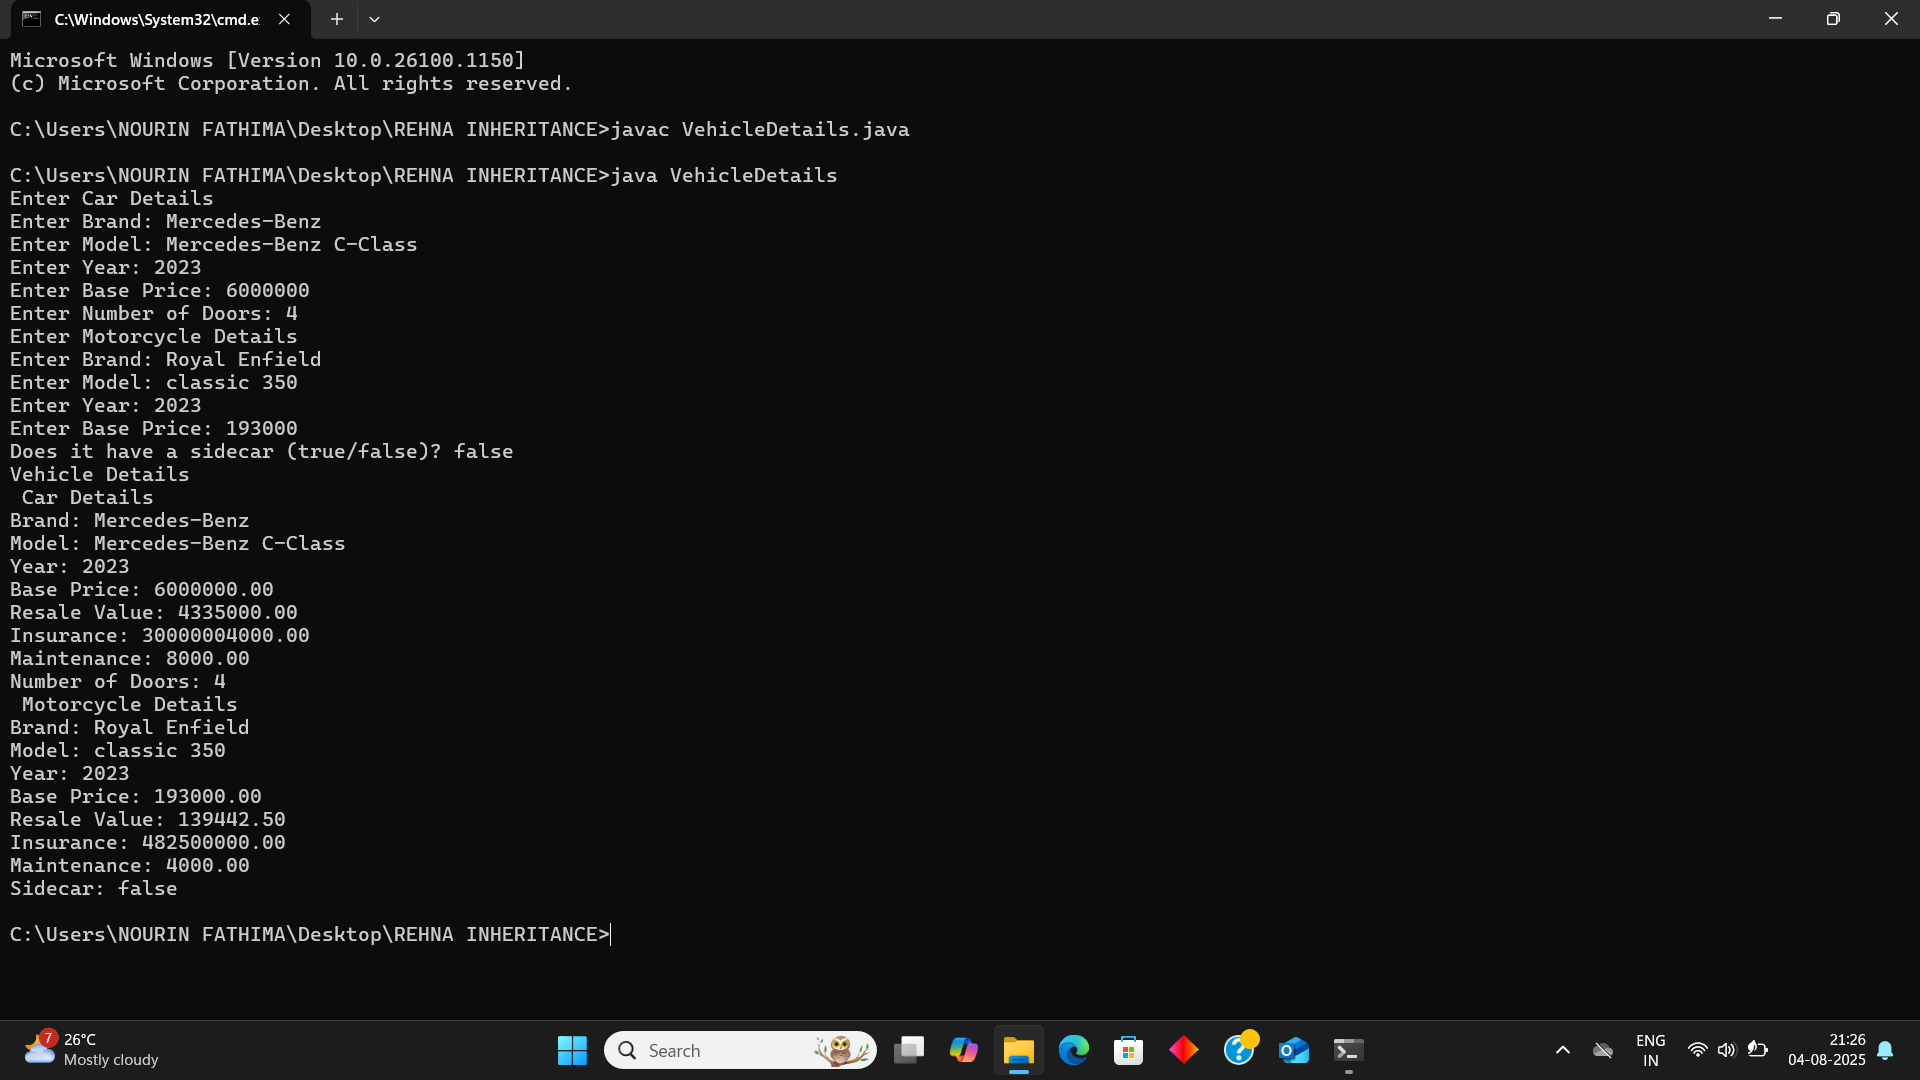 C:\Windows\System32\cmd.e
Microsoft Windows [Version 10.0.26100.1150]
(c) Microsoft Corporation. All rights reserved.
C:\Users\NOURIN FATHIMA\Desktop\REHNA INHERITANCE>javac VehicleDetails.java
C:\Users\NOURIN FATHIMA\Desktop\REHNA INHERITANCE>java VehicleDetails
Enter Car Details
Enter Brand: Mercedes-Benz
Enter Model: Mercedes-Benz C-Class
Enter Year: 2023
Enter Base Price: 6000000
Enter Number of Doors: 4
Enter Motorcycle Details
Enter Brand: Royal Enfield
Enter Model: classic 350
Enter Year: 2023
Enter Base Price: 193000
Does it have a sidecar (true/false)? false
Vehicle Details
 Car Details
Brand: Mercedes-Benz
Model: Mercedes-Benz C-Class
Year: 2023
Base Price: 6000000.00
Resale Value: 4335000.00
Insurance: 30000004000.00
Maintenance: 8000.00
Number of Doors: 4
 Motorcycle Details
Brand: Royal Enfield
Model: classic 350
Year: 2023
Base Price: 193000.00
Resale Value: 139442.50
Insurance: 482500000.00
Maintenance: 4000.00
Sidecar: false
C:\Users\NOURIN FATHIMA\Desktop\REHNA INHERITANCE>
7
26°C
Mostly cloudy
Search
ENG
IN
21:26
04-08-2025